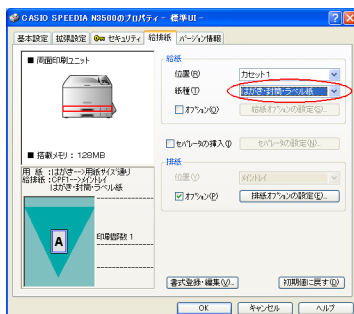 CASIO SPEEDIA N3500のプロパティ - 標準UI -
基本設定 拡張設定 セキュリティ 給排紙 バージョン情報
■ 両面印刷ユニット
■ 搭載メモリ : 128MB
用 紙 :はがき-->用紙サイズ通り
給排紙 :CPF1-->メイントレイ
はがき・封筒・ラベル紙
A
印刷部数 1
給紙
位置(R) カセット1
紙種(T) はがき・封筒・ラベル紙
オプション(O) 給紙オプションの設定(S)...
セパレータの挿入(I) セパレータの設定(N)...
排紙
位置(Y) メイントレイ
オプション(P) 排紙オプションの設定(E)...
書式登録・編集(V)... 初期値に戻す(D)
OK キャンセル ヘルプ